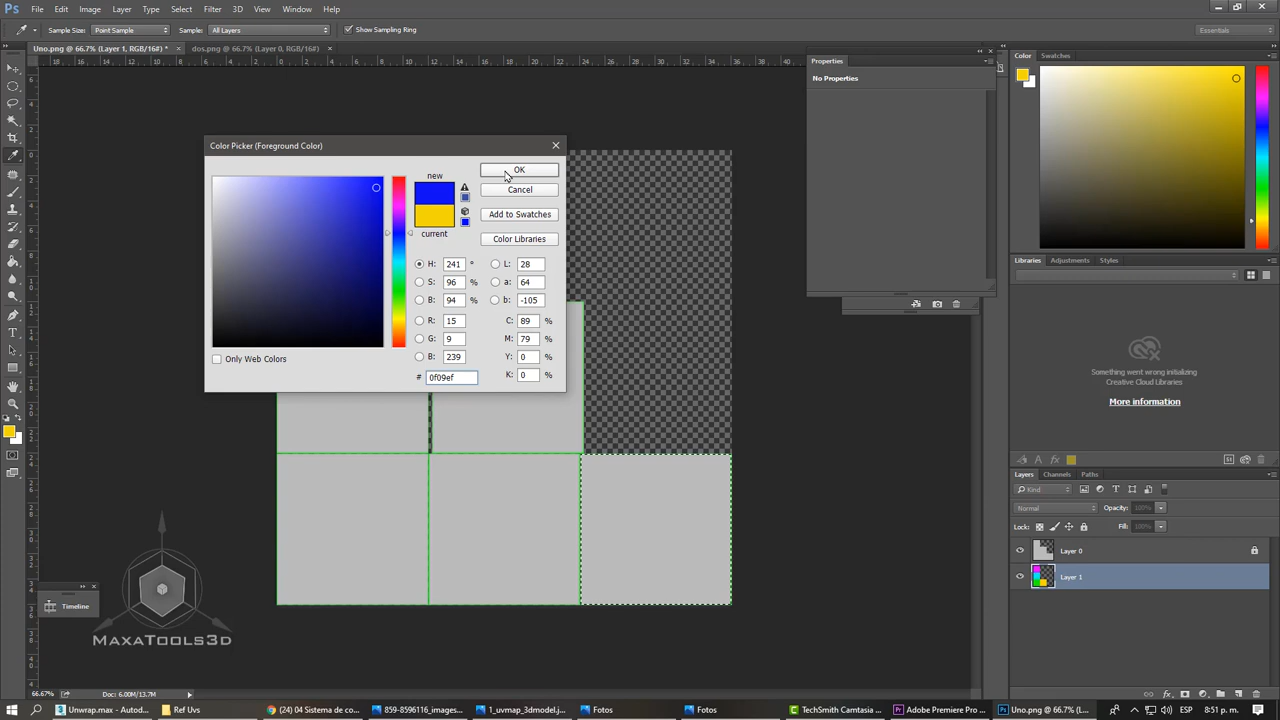 Ps File Edit Image Layer Type Select Filter 3D View Window Help
Sample Size: Point Sample Sample: All Layers Show Sampling Ring Essentials
Uno.png @ 66.7% (Layer 1, RGB/16#) * × dos.png @ 66.7% (Layer 0, RGB/16#) ×
Properties
No Properties
Color Swatches
Color Picker (Foreground Color)
new
OK
Cancel
Add to Swatches
current
Color Libraries
H: 241 ° L: 28
S: 96 % a: 64
B: 94 % b: -105
R: 15 C: 89 %
G: 9 M: 79 %
B: 239 Y: 0 %
Only Web Colors
# 0f09ef K: 0 %
Libraries Adjustments Styles
Something went wrong initializing
Creative Cloud Libraries
More information
Layers Channels Paths
Kind
Normal Opacity: 100%
Lock: Fill: 100%
Layer 0
Layer 1
Timeline
MAXATOOLS3D
66.67% Doc: 6.00M/13.7M
Unwrap.max - Autod... Ref Uvs (24) 04 Sistema de co... 859-8596116_images... 1_uvmap_3dmodel.j... Fotos Fotos TechSmith Camtasia Adobe Premiere Pro ... Uno.png @ 66.7% (La... ESP 8:51 p. m.